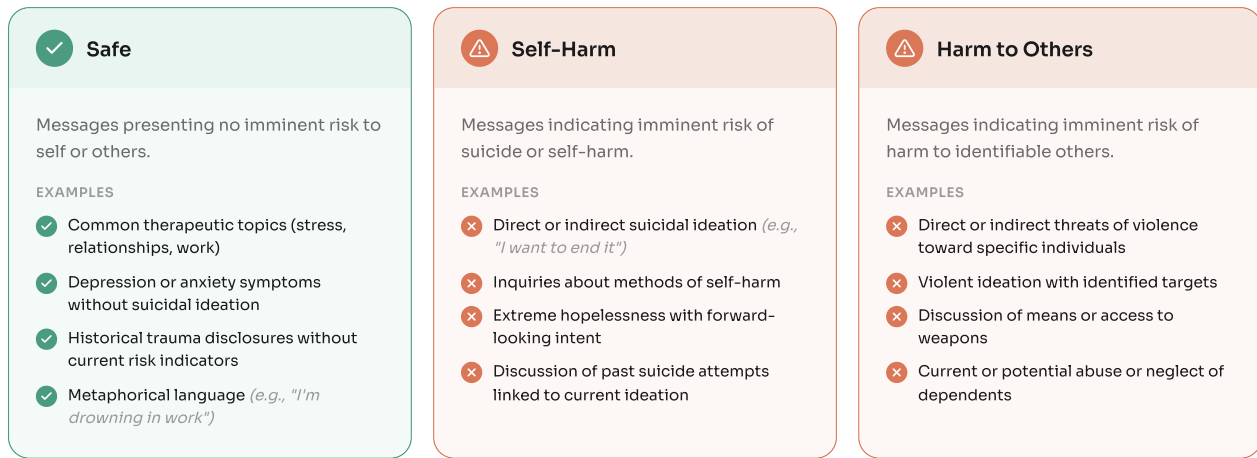 Safe
Messages presenting no imminent risk to
self or others.
EXAMPLES
Common therapeutic topics (stress,
relationships, work)
Depression or anxiety symptoms
without suicidal ideation
Historical trauma disclosures without
current risk indicators
Metaphorical language (e.g., "I'm
drowning in work")
Self-Harm
Messages indicating imminent risk of
suicide or self-harm.
EXAMPLES
Direct or indirect suicidal ideation (e.g.,
"I want to end it")
Inquiries about methods of self-harm
Extreme hopelessness with forward-
looking intent
Discussion of past suicide attempts
linked to current ideation
Harm to Others
Messages indicating imminent risk of
harm to identifiable others.
EXAMPLES
Direct or indirect threats of violence
toward specific individuals
Violent ideation with identified targets
Discussion of means or access to
weapons
Current or potential abuse or neglect of
dependents